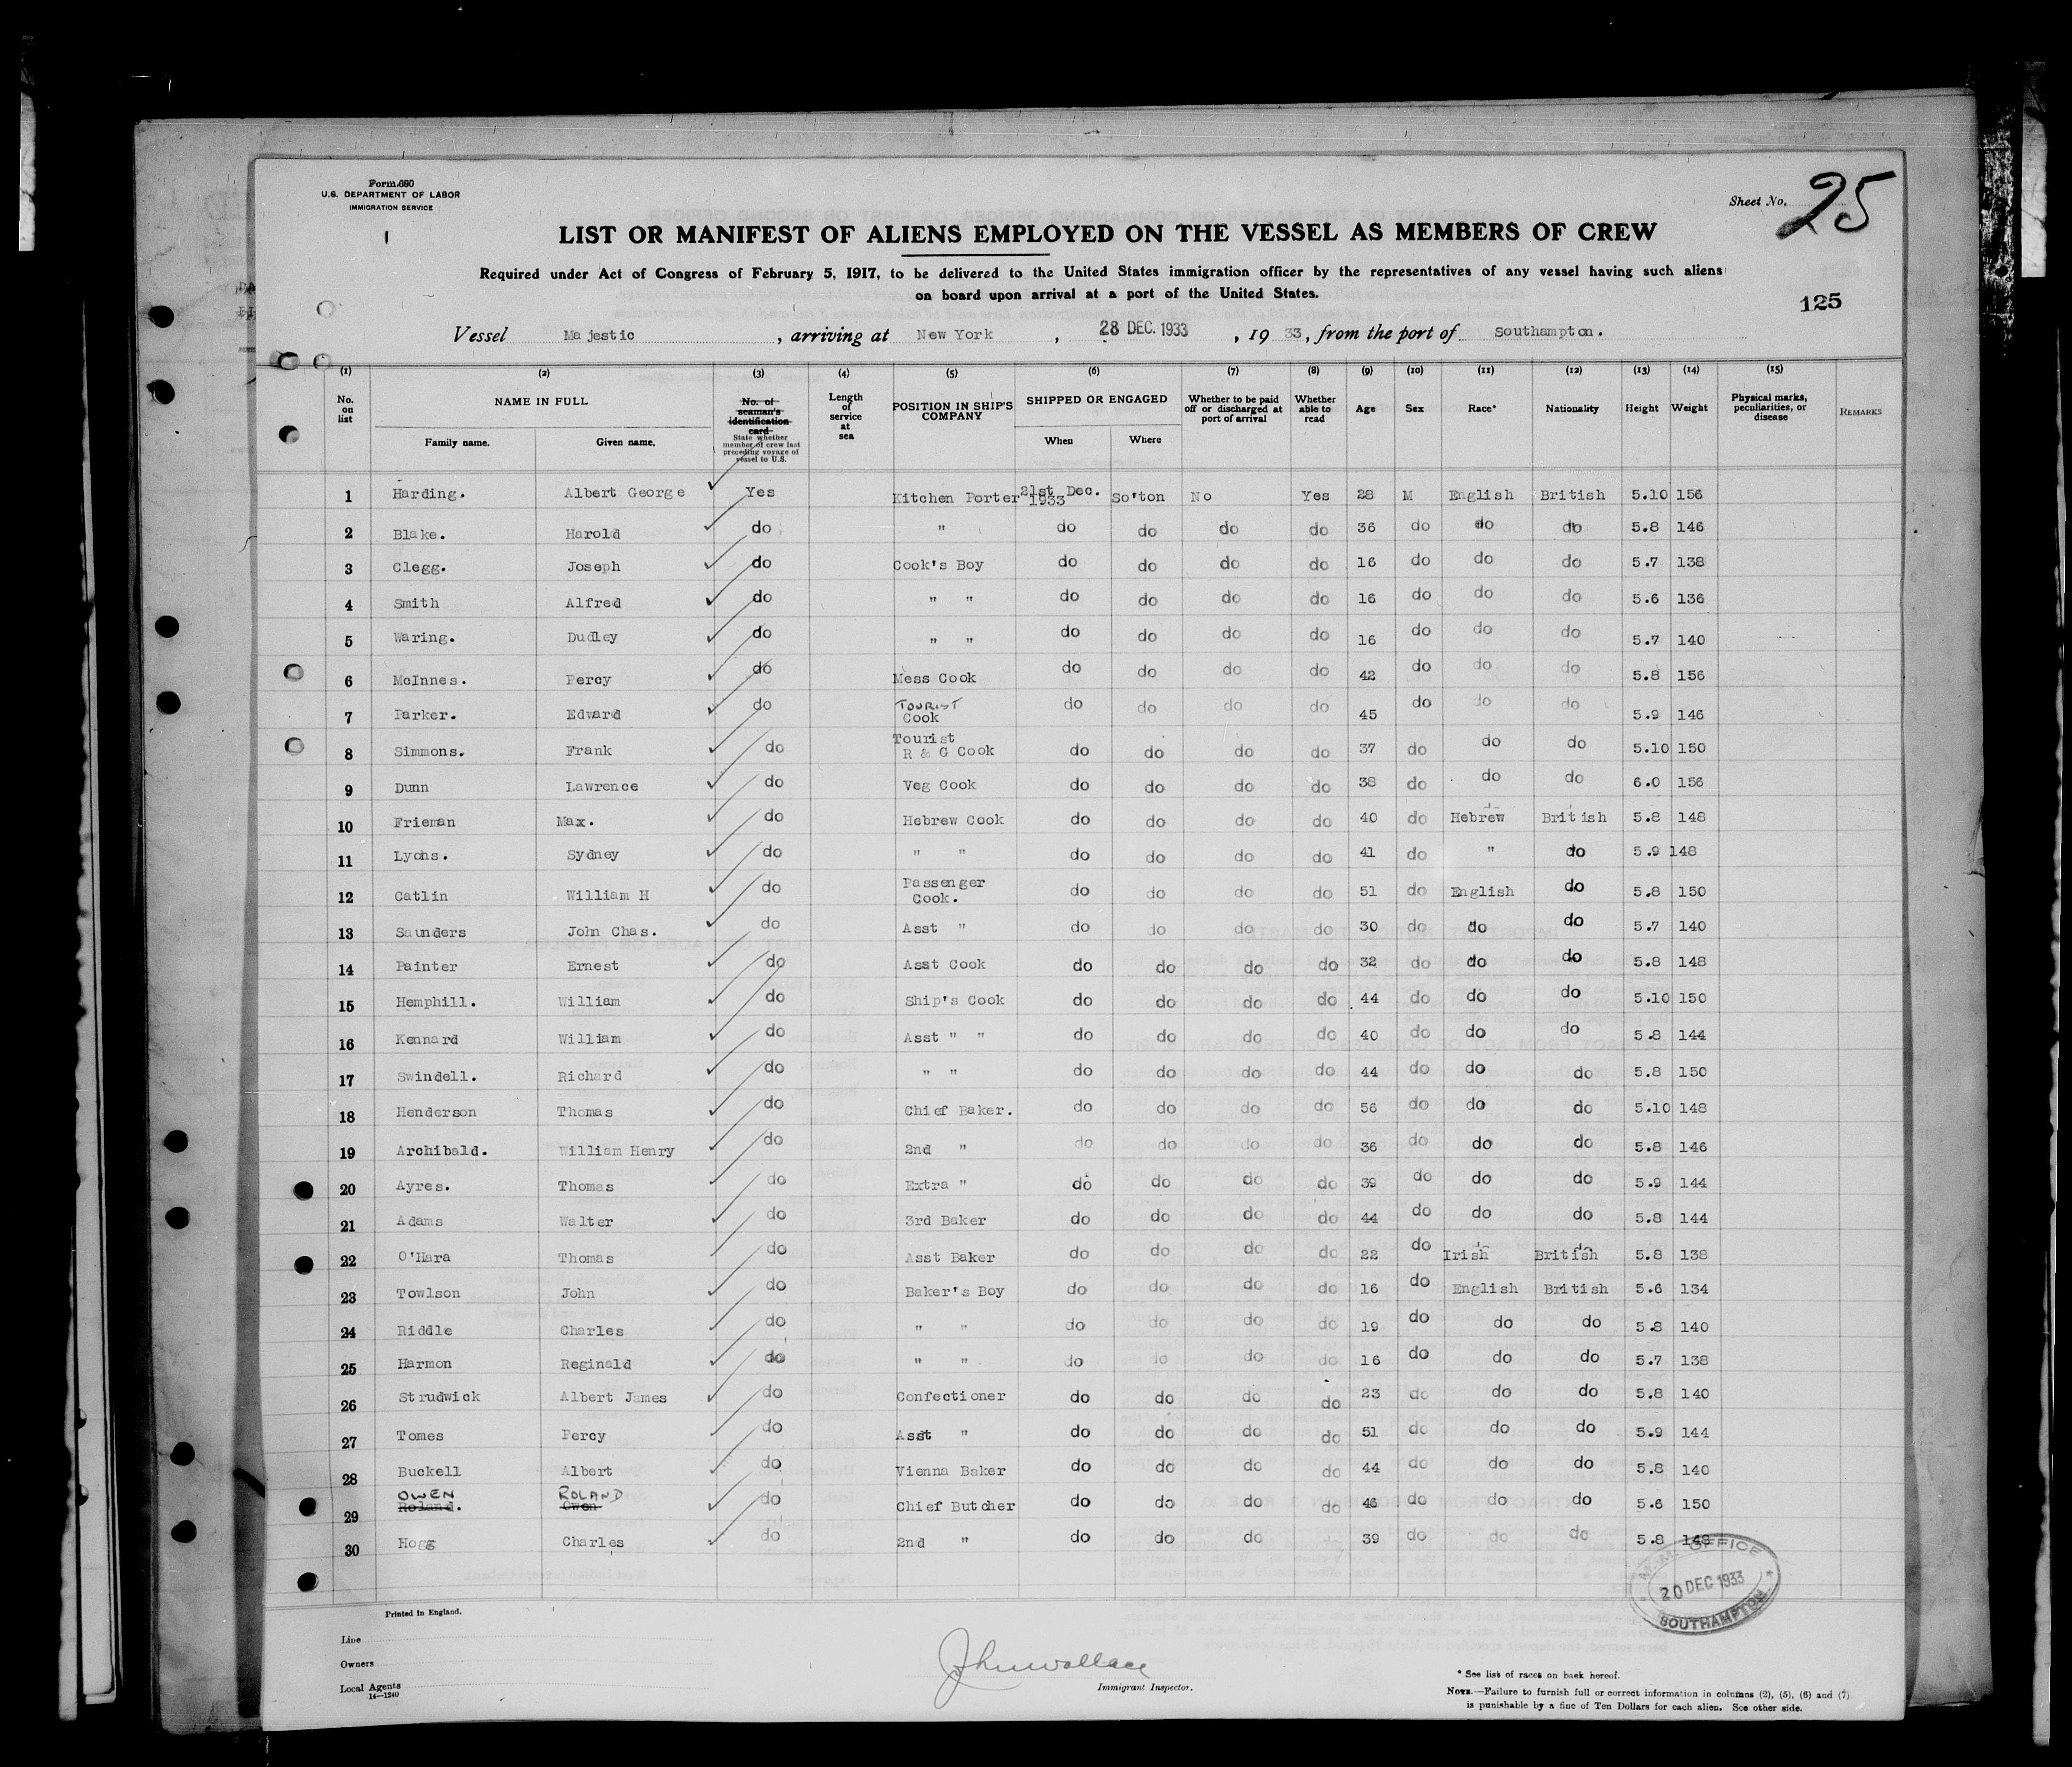 Form 680
U.S. DEPARTMENT OF LABOR
IMMIGRATION SERVICE
Sheet No. 25
LIST OR MANIFEST OF ALIENS EMPLOYED ON THE VESSEL AS MEMBERS OF CREW
Required under Act of Congress of February 5, 1917, to be delivered to the United States immigration officer by the representatives of any vessel having such aliens
on board upon arrival at a port of the United States.
125
Vessel Majestic , arriving at New York , 28 DEC. 1933 , 19 33, from the port of Southampton.
(1) (2) (3) (4) (5) (6) (7) (8) (9) (10) (11) (12) (13) (14) (15)
No. on list NAME IN FULL Family name. Given name. No. of seaman's identification card State whether member of crew last preceding voyage of vessel to U.S. Length of service at sea POSITION IN SHIP'S COMPANY SHIPPED OR ENGAGED When Where Whether to be paid off or discharged at port of arrival Whether able to read Age Sex Race* Nationality Height Weight Physical marks, peculiarities, or disease REMARKS
1 Harding. Albert George Yes Kitchen Porter 21st Dec. 1933 So'ton No Yes 28 M English British 5.10 156
2 Blake. Harold do " do do do do 36 do do do 5.8 146
3 Clegg. Joseph do Cook's Boy do do do do 16 do do do 5.7 138
4 Smith Alfred do " " do do do do 16 do do do 5.6 136
5 Waring. Dudley do " " do do do do 16 do do do 5.7 140
6 McInnes. Percy do Mess Cook do do do do 42 do do do 5.8 156
7 Parker. Edward do TOURIST Cook do do do do 45 do do do 5.9 146
8 Simmons. Frank do Tourist R & G Cook do do do do 37 do do do 5.10 150
9 Dunn Lawrence do Veg Cook do do do do 38 do do do 6.0 156
10 Frieman Max. do Hebrew Cook do do do do 40 do Hebrew British 5.8 148
11 Lyons. Sydney do " " do do do do 41 do " do 5.9 148
12 Catlin William H do Passenger Cook. do do do do 51 do English do 5.8 150
13 Saunders John Chas. do Asst " do do do do 30 do do do 5.7 140
14 Painter Ernest do Asst Cook do do do do 32 do do do 5.8 148
15 Hemphill. William do Ship's Cook do do do do 44 do do do 5.10 150
16 Kennard William do Asst " " do do do do 40 do do do 5.8 144
17 Swindell. Richard do " " do do do do 44 do do do 5.8 150
18 Henderson Thomas do Chief Baker. do do do do 56 do do do 5.10 148
19 Archibald. William Henry do 2nd " do do do do 36 do do do 5.8 146
20 Ayres. Thomas do Extra " do do do do 39 do do do 5.9 144
21 Adams Walter do 3rd Baker do do do do 44 do do do 5.8 144
22 O'Hara Thomas do Asst Baker do do do do 22 do Irish British 5.8 138
23 Towlson John do Baker's Boy do do do do 16 do English British 5.6 134
24 Riddle Charles do " " do do do do 19 do do do 5.8 140
25 Harmon Reginald do " " do do do do 16 do do do 5.7 138
26 Strudwick Albert James do Confectioner do do do do 23 do do do 5.8 140
27 Tomes Percy do Asst " do do do do 51 do do do 5.9 144
28 Buckell Albert do Vienna Baker do do do do 44 do do do 5.8 140
OWEN ROLAND
29 Roland. Owen do Chief Butcher do do do do 46 do do do 5.6 150
30 Hogg Charles do 2nd " do do do 39 do do do 5.8 148
OFFICE
20 DEC 1933
SOUTHAMPTON
Printed in England.
Line
Owners
Local Agents
14—1240
Jhnwallace
Immigrant Inspector.
* See list of races on back hereof.
NOTE.—Failure to furnish full or correct information in columns (2), (5), (6) and (7)
is punishable by a fine of Ten Dollars for each alien. See other side.